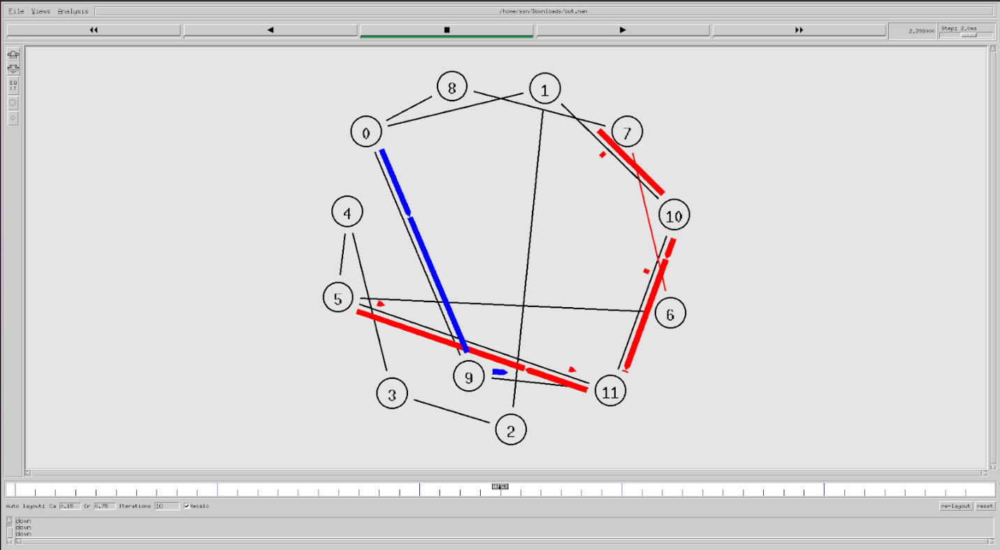 File Views Analysis /home/ssn/Downloads/out.nam
2.398000 Step: 2.0ms
ED
IT
8
1
0
7
4
10
5
6
9
11
3
2
Auto layout: Ca 0.15 Cr 0.75 Iterations 10 Recalc re-layout reset
down
down
down